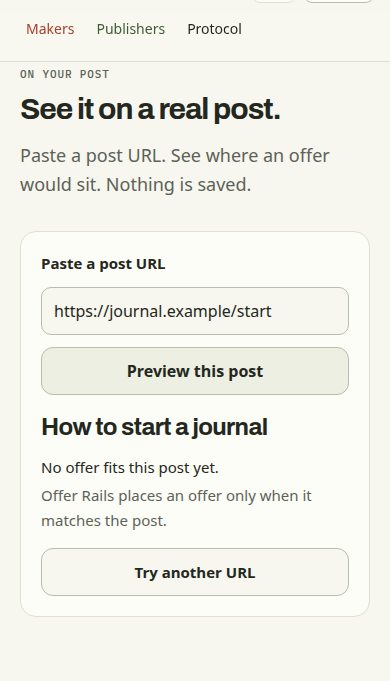 Makers Publishers Protocol
ON YOUR POST
See it on a real post.
Paste a post URL. See where an offer
would sit. Nothing is saved.
Paste a post URL
https://journal.example/start
Preview this post
How to start a journal
No offer fits this post yet.
Offer Rails places an offer only when it
matches the post.
Try another URL